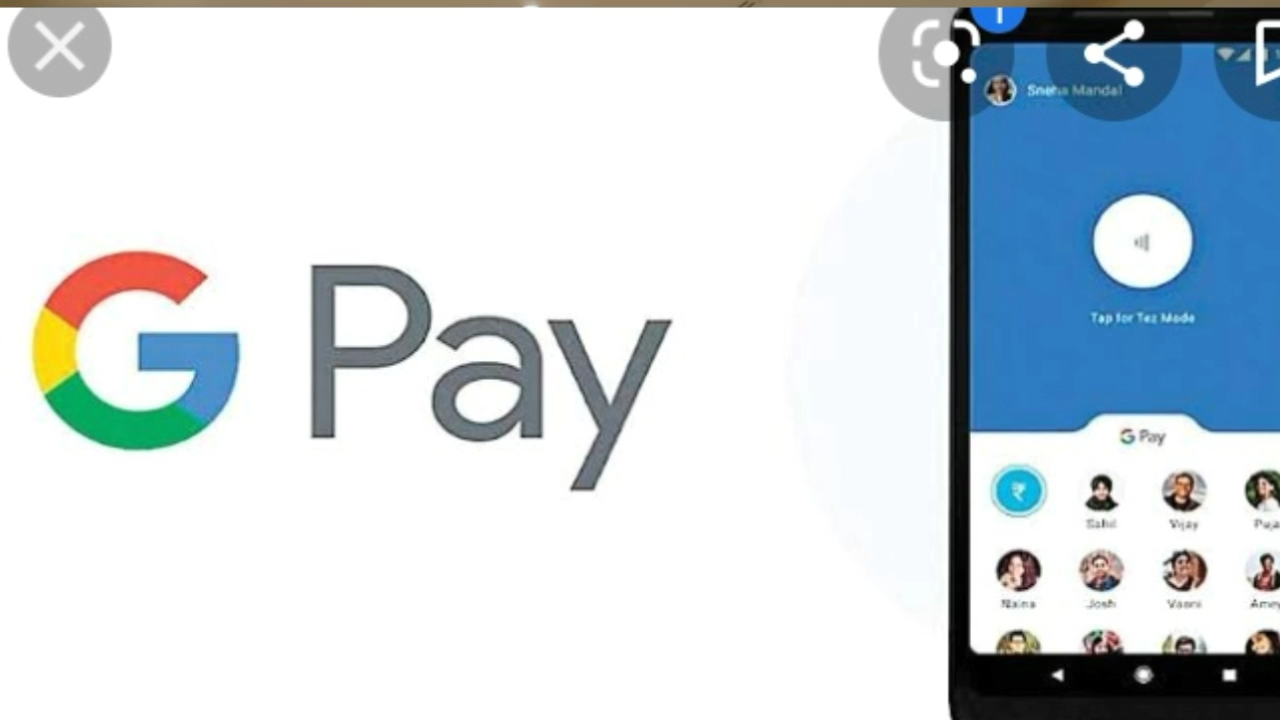 G Pay
Sneha Mandal
Tap for Tez Mode
G Pay
₹
Sahil Vijay
Naina Josh Vaani